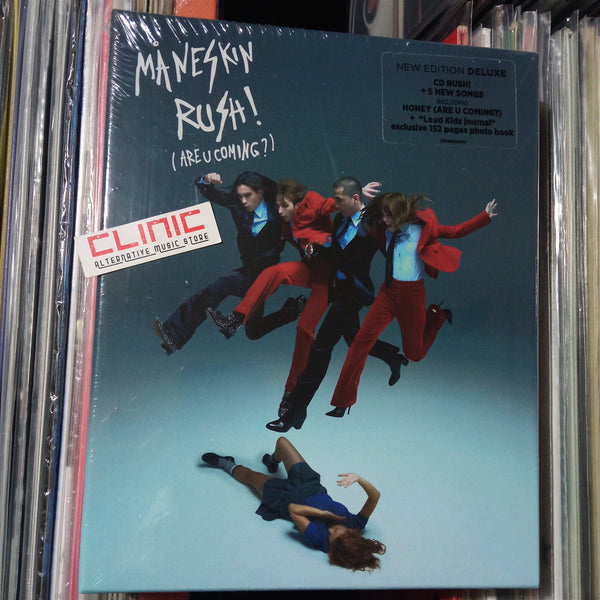 MÅNESKIN
RUSH!
(ARE U COMING?)
NEW EDITION DELUXE
CD RUSH!
+ 5 NEW SONGS
INCLUDING
HONEY (ARE U COMING?)
+ "Loud Kids Journal"
exclusive 152 pages photo book
CLINIC
ALTERNATIVE MUSIC STORE